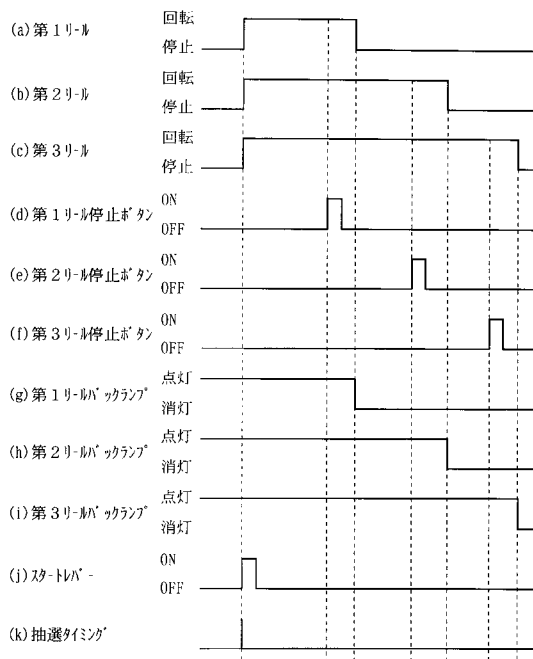 回転
(a)第1リール
停止
回転
(b)第2リール
停止
回転
(c)第3リール
停止
ON
(d)第1リール停止ボタン
OFF
ON
(e)第2リール停止ボタン
OFF
ON
(f)第3リール停止ボタン
OFF
点灯
(g)第1リールバックランプ
消灯
点灯
(h)第2リールバックランプ
消灯
点灯
(i)第3リールバックランプ
消灯
ON
(j)スタートレバー
OFF
(k)抽選タイミング